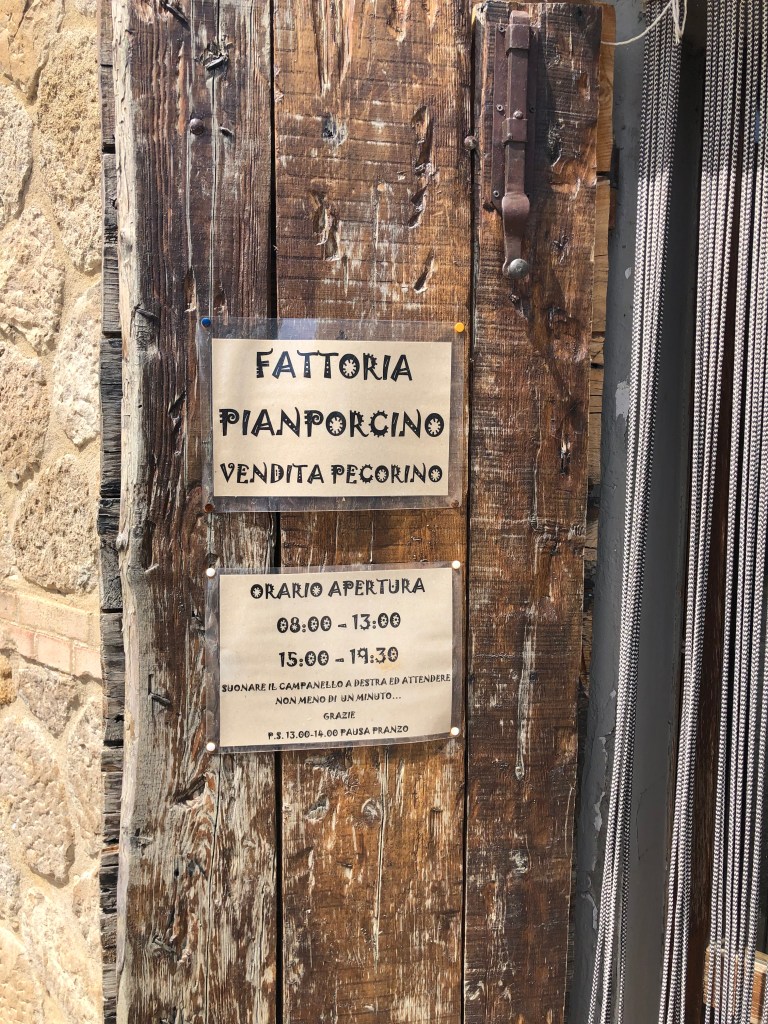 FATTORIA
PIANPORCINO
VENDITA PECORINO
ORARIO APERTURA
08:00 - 13:00
15:00 - 19:30
SUONARE IL CAMPANELLO A DESTRA ED ATTENDERE
NON MENO DI UN MINUTO...
GRAZIE
P.S. 13.00-14.00 PAUSA PRANZO